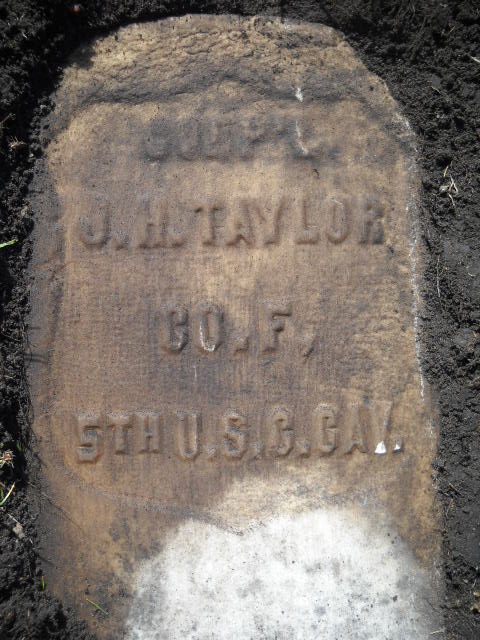 CORP'L
J. H. TAYLOR
CO. F,
5TH U.S.C. CAV.